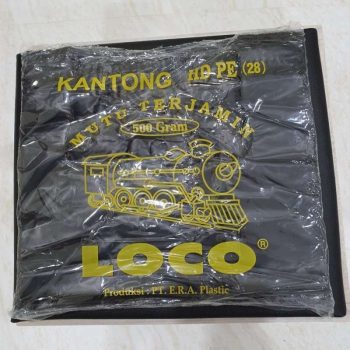 KANTONG HD-PE (28)
MUTU TERJAMIN
500 Gram
LOCO ®
Produksi : PT. E.R.A. Plastic